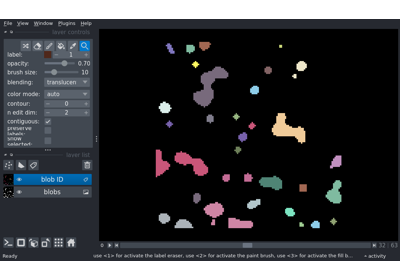 File View Window Plugins Help
layer controls
label: 1
opacity: 0.70
brush size: 10
blending: translucen
color mode: auto
contour: 0
n edit dim: 2
contiguous:
preserve labels:
show selected:
layer list
blob ID
blobs
32 63
Ready
use <1> for activate the label eraser, use <2> for activate the paint brush, use <3> for activate the fill b...
activity